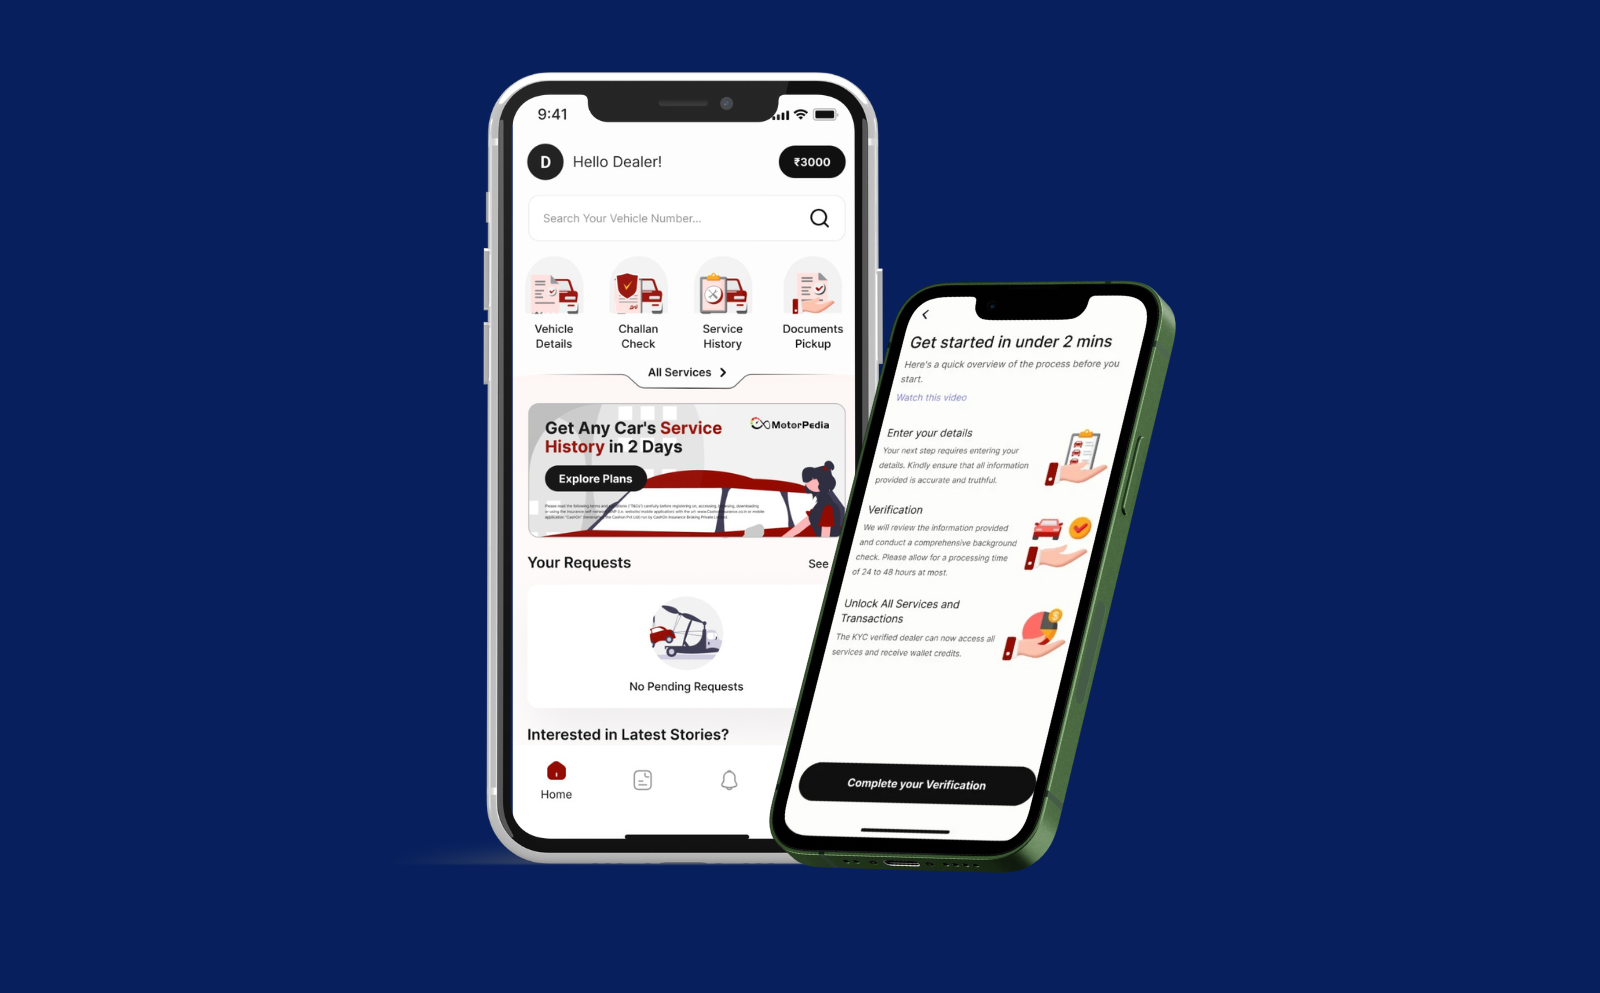 9:41
D
Hello Dealer!
₹3000
Search Your Vehicle Number...
Vehicle
Details
Challan
Check
Service
History
Documents
Pickup
All Services
Get Any Car's Service
History in 2 Days
MotorPedia
Explore Plans
Your Requests
See
No Pending Requests
Interested in Latest Stories?
Home
Get started in under 2 mins
Here's a quick overview of the process before you
start.
Watch this video
Enter your details
Your next step requires entering your
details. Kindly ensure that all information
provided is accurate and truthful.
Verification
We will review the information provided
and conduct a comprehensive background
check. Please allow for a processing time
of 24 to 48 hours at most.
Unlock All Services and
Transactions
The KYC verified dealer can now access all
services and receive wallet credits.
Complete your Verification